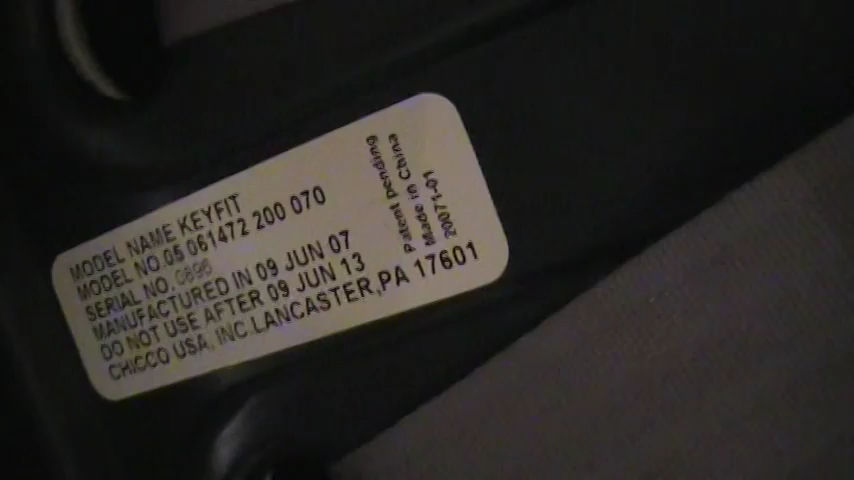 MODEL NAME KEYFIT
MODEL NO.05 061472 200 070
SERIAL NO. 0898
MANUFACTURED IN 09 JUN 07
DO NOT USE AFTER 09 JUN 13
CHICCO USA, INC.LANCASTER,PA 17601
Patent pending
Made in China
20071-01